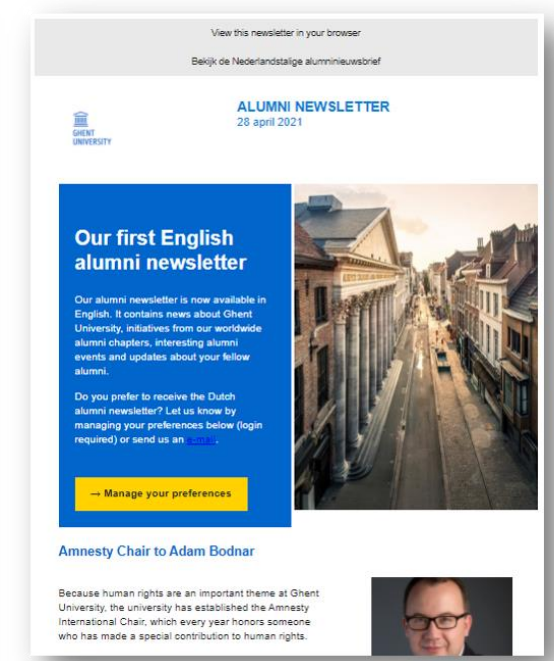 View this newsletter in your browser
Bekijk de Nederlandstalige alumninieuwsbrief
ALUMNI NEWSLETTER
28 april 2021
GHENT
UNIVERSITY
Our first English
alumni newsletter
Our alumni newsletter is now available in
English. It contains news about Ghent
University, initiatives from our worldwide
alumni chapters, interesting alumni
events and updates about your fellow
alumni.
Do you prefer to receive the Dutch
alumni newsletter? Let us know by
managing your preferences below (login
required) or send us an e-mail.
→ Manage your preferences
Amnesty Chair to Adam Bodnar
Because human rights are an important theme at Ghent
University, the university has established the Amnesty
International Chair, which every year honors someone
who has made a special contribution to human rights.